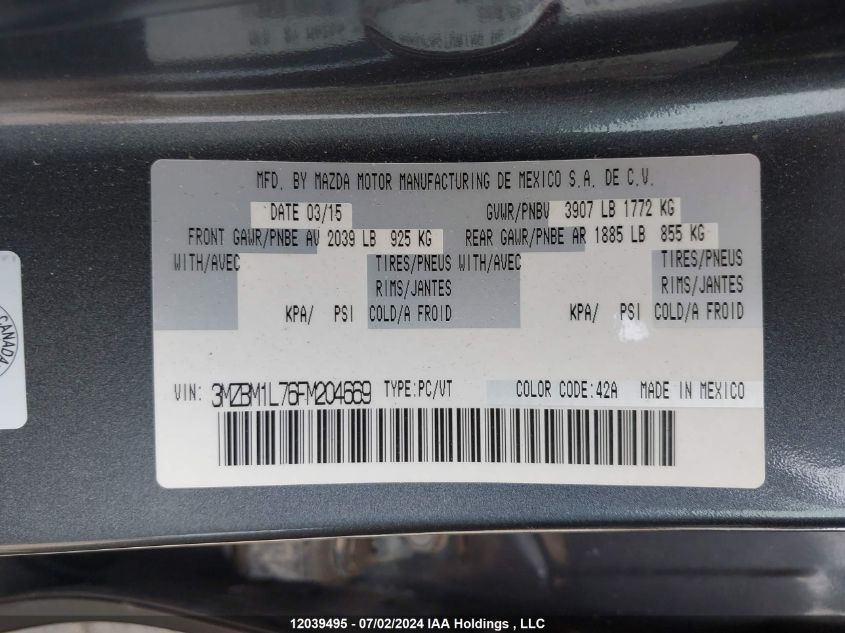 MFD. BY MAZDA MOTOR MANUFACTURING DE MEXICO S.A. DE C.V.
DATE 03/15 GVWR/PNBV 3907 LB 1772 KG
FRONT GAWR/PNBE AV 2039 LB 925 KG REAR GAWR/PNBE AR 1885 LB 855 KG
WITH/AVEC TIRES/PNEUS WITH/AVEC TIRES/PNEUS
RIMS/JANTES RIMS/JANTES
KPA/ PSI COLD/A FROID KPA/ PSI COLD/A FROID
CANADA
VIN: 3MZBM1L76FM204669 TYPE:PC/VT COLOR CODE:42A MADE IN MEXICO
12039495 - 07/02/2024 IAA Holdings , LLC